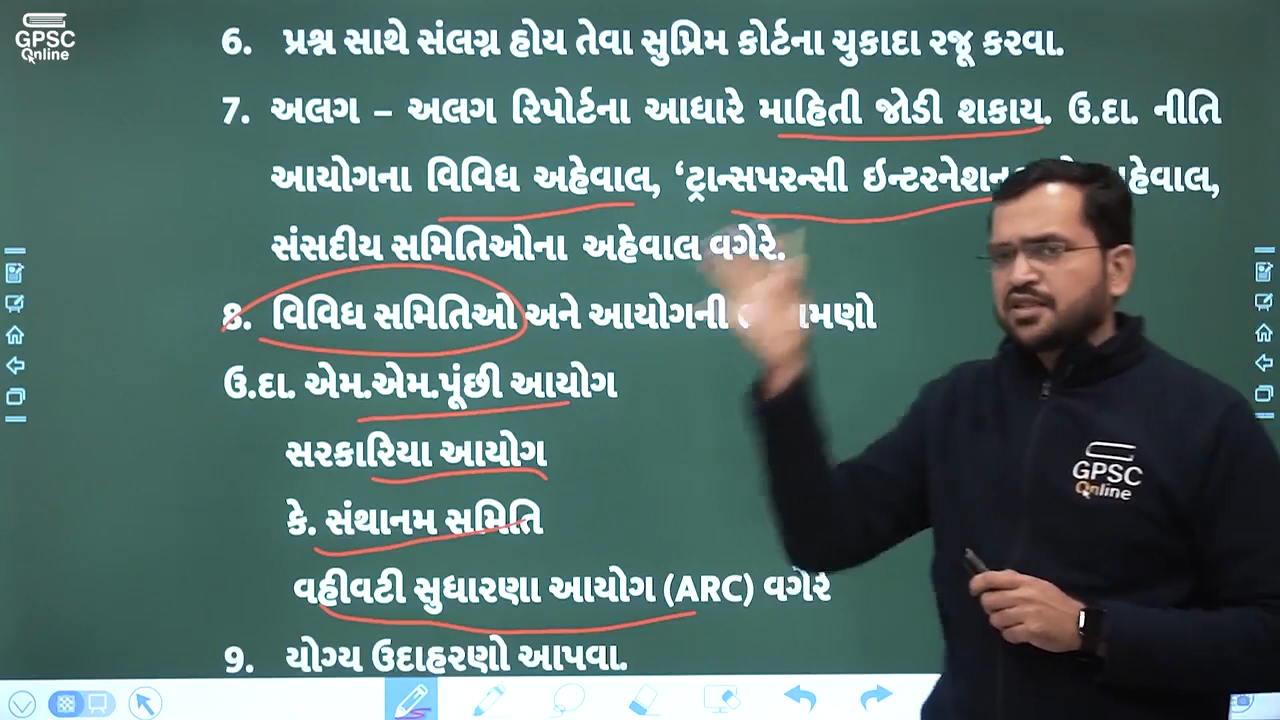 GPSC
Online
6. પ્રશ્ન સાથે સંલગ્ન હોય તેવા સુપ્રિમ કોર્ટના ચુકાદા રજૂ કરવા.
7. અલગ – અલગ રિપોર્ટના આધારે માહિતી જોડી શકાય. ઉ.દા. નીતિ
આયોગના વિવિધ અહેવાલ, ‘ટ્રાન્સપરન્સી ઇન્ટરનેશન
સંસદીય સમિતિઓના અહેવાલ વગેરે.
8. વિવિધ સમિતિઓ અને આયોગની
ઉ.દા. એમ.એમ.પૂંછી આયોગ
સરકારિયા આયોગ
કે. સંથાનમ સમિતિ
વહીવટી સુધારણા આયોગ (ARC) વગેરે
9. યોગ્ય ઉદાહરણો આપવા.
GPSC
Online